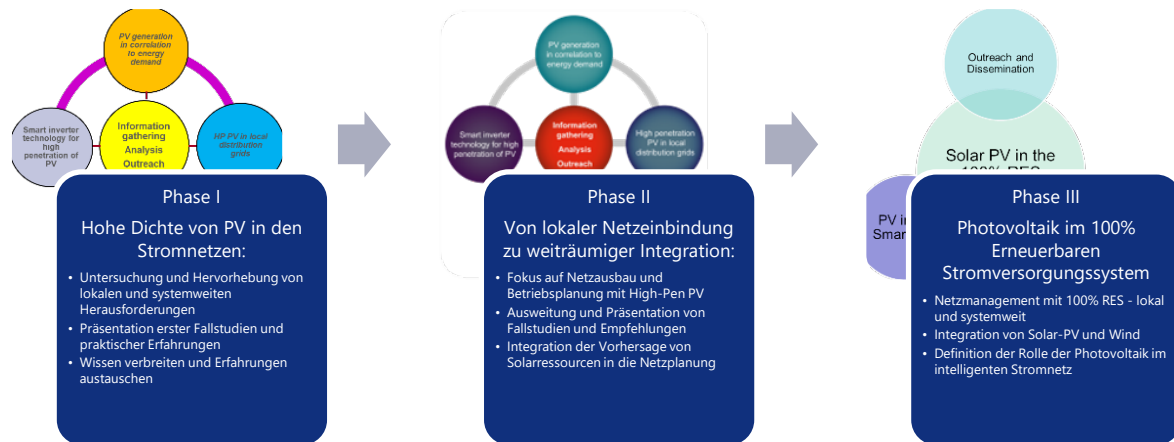 PV generation
in correlation
to energy
demand
Smart inverter
technology for
high
penetration of
PV
Information
gathering
Analysis
Outreach
HP PV in local
distribution
grids
Phase I
Hohe Dichte von PV in den
Stromnetzen:
• Untersuchung und Hervorhebung von
lokalen und systemweiten
Herausforderungen
• Präsentation erster Fallstudien und
praktischer Erfahrungen
• Wissen verbreiten und Erfahrungen
austauschen
PV generation
in correlation to
energy demand
Smart inverter
technology for high
penetration of PV
Information
gathering
Analysis
Outreach
High penetration
PV in local
distribution grids
Phase II
Von lokaler Netzeinbindung
zu weiträumiger Integration:
• Fokus auf Netzausbau und
Betriebsplanung mit High-Pen PV
• Ausweitung und Präsentation von
Fallstudien und Empfehlungen
• Integration der Vorhersage von
Solarressourcen in die Netzplanung
Outreach and
Dissemination
Solar PV in the
100% RES
PV in
Smar
Phase III
Photovoltaik im 100%
Erneuerbaren
Stromversorgungssystem
• Netzmanagement mit 100% RES - lokal
und systemweit
• Integration von Solar-PV und Wind
• Definition der Rolle der Photovoltaik im
intelligenten Stromnetz